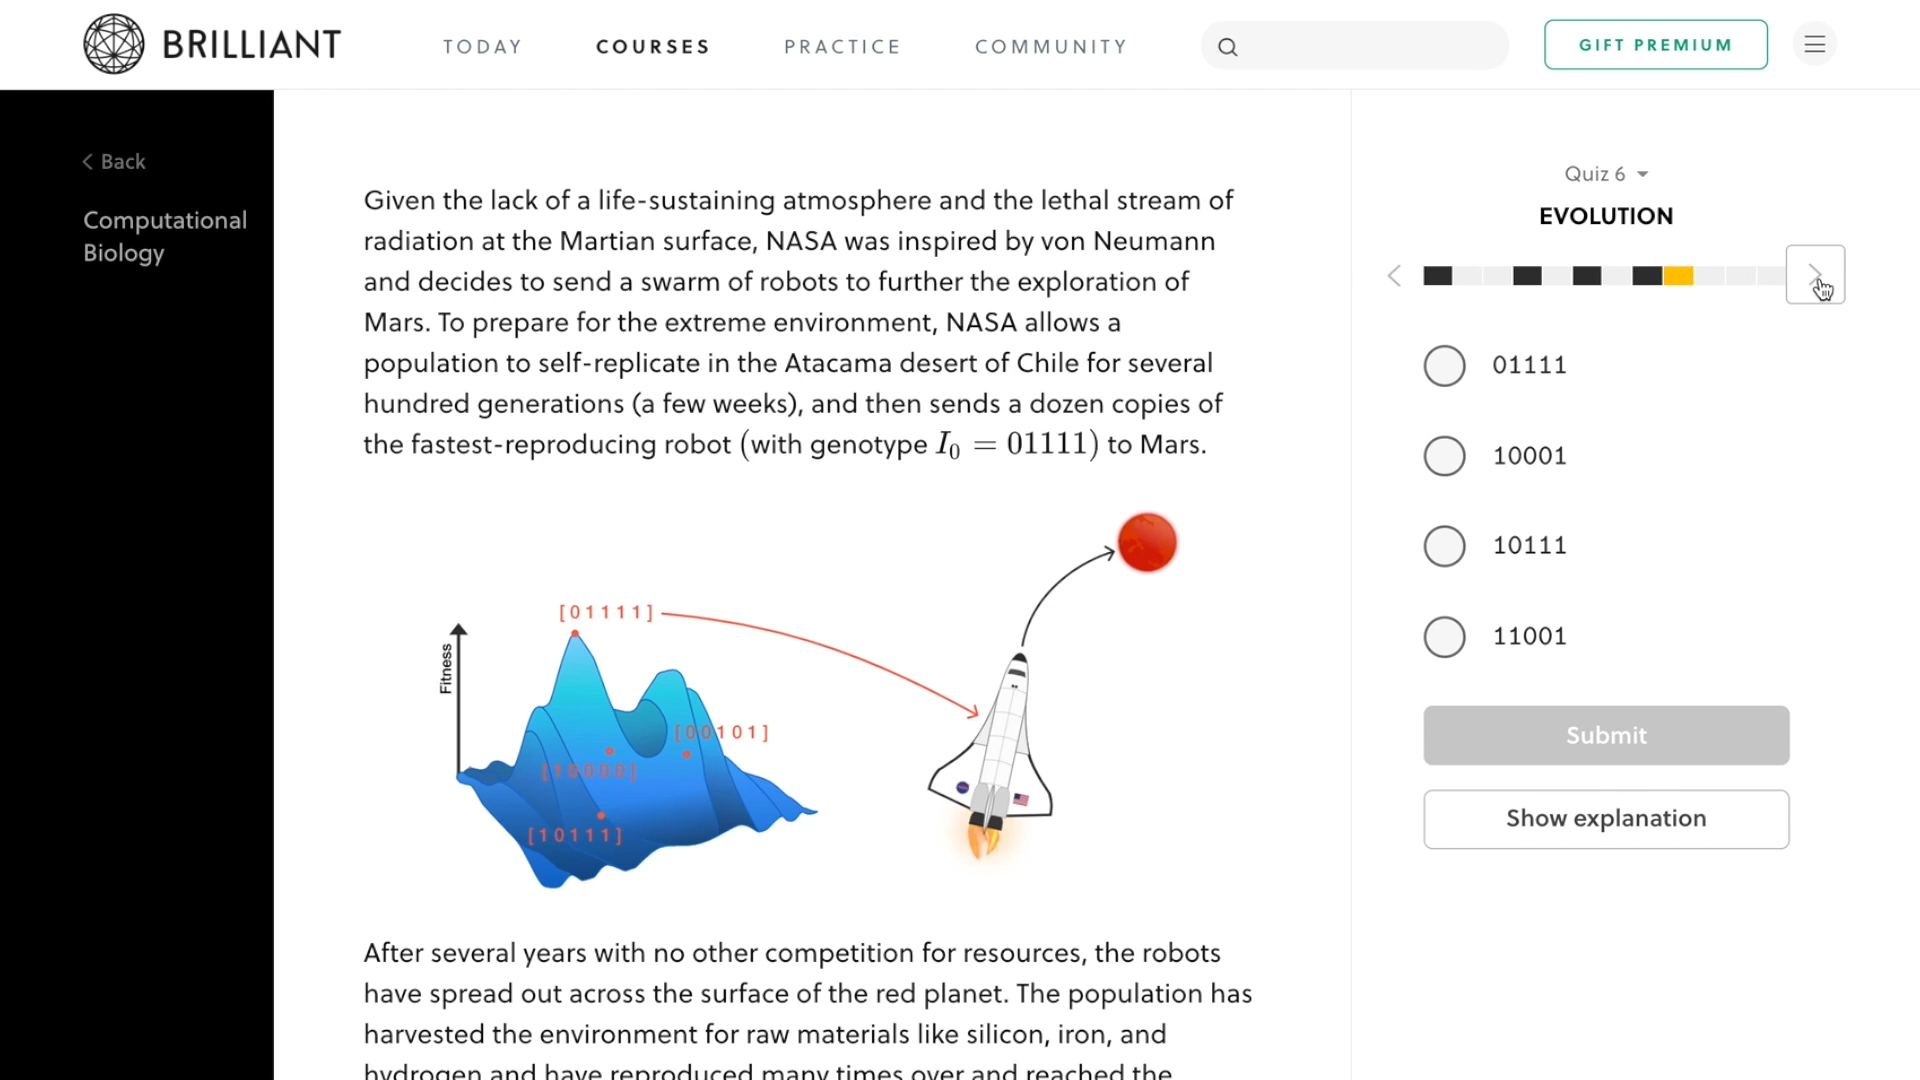 BRILLIANT
TODAY
COURSES
PRACTICE
COMMUNITY
GIFT PREMIUM
Back
Computational
Biology
Given the lack of a life-sustaining atmosphere and the lethal stream of
radiation at the Martian surface, NASA was inspired by von Neumann
and decides to send a swarm of robots to further the exploration of
Mars. To prepare for the extreme environment, NASA allows a
population to self-replicate in the Atacama desert of Chile for several
hundred generations (a few weeks), and then sends a dozen copies of
the fastest-reproducing robot (with genotype I₀ = 01111) to Mars.
[01111]
Fitness
[00101]
[10000]
[10111]
After several years with no other competition for resources, the robots
have spread out across the surface of the red planet. The population has
harvested the environment for raw materials like silicon, iron, and
hydrogen and have reproduced many times over and reached the
Quiz 6
EVOLUTION
01111
10001
10111
11001
Submit
Show explanation